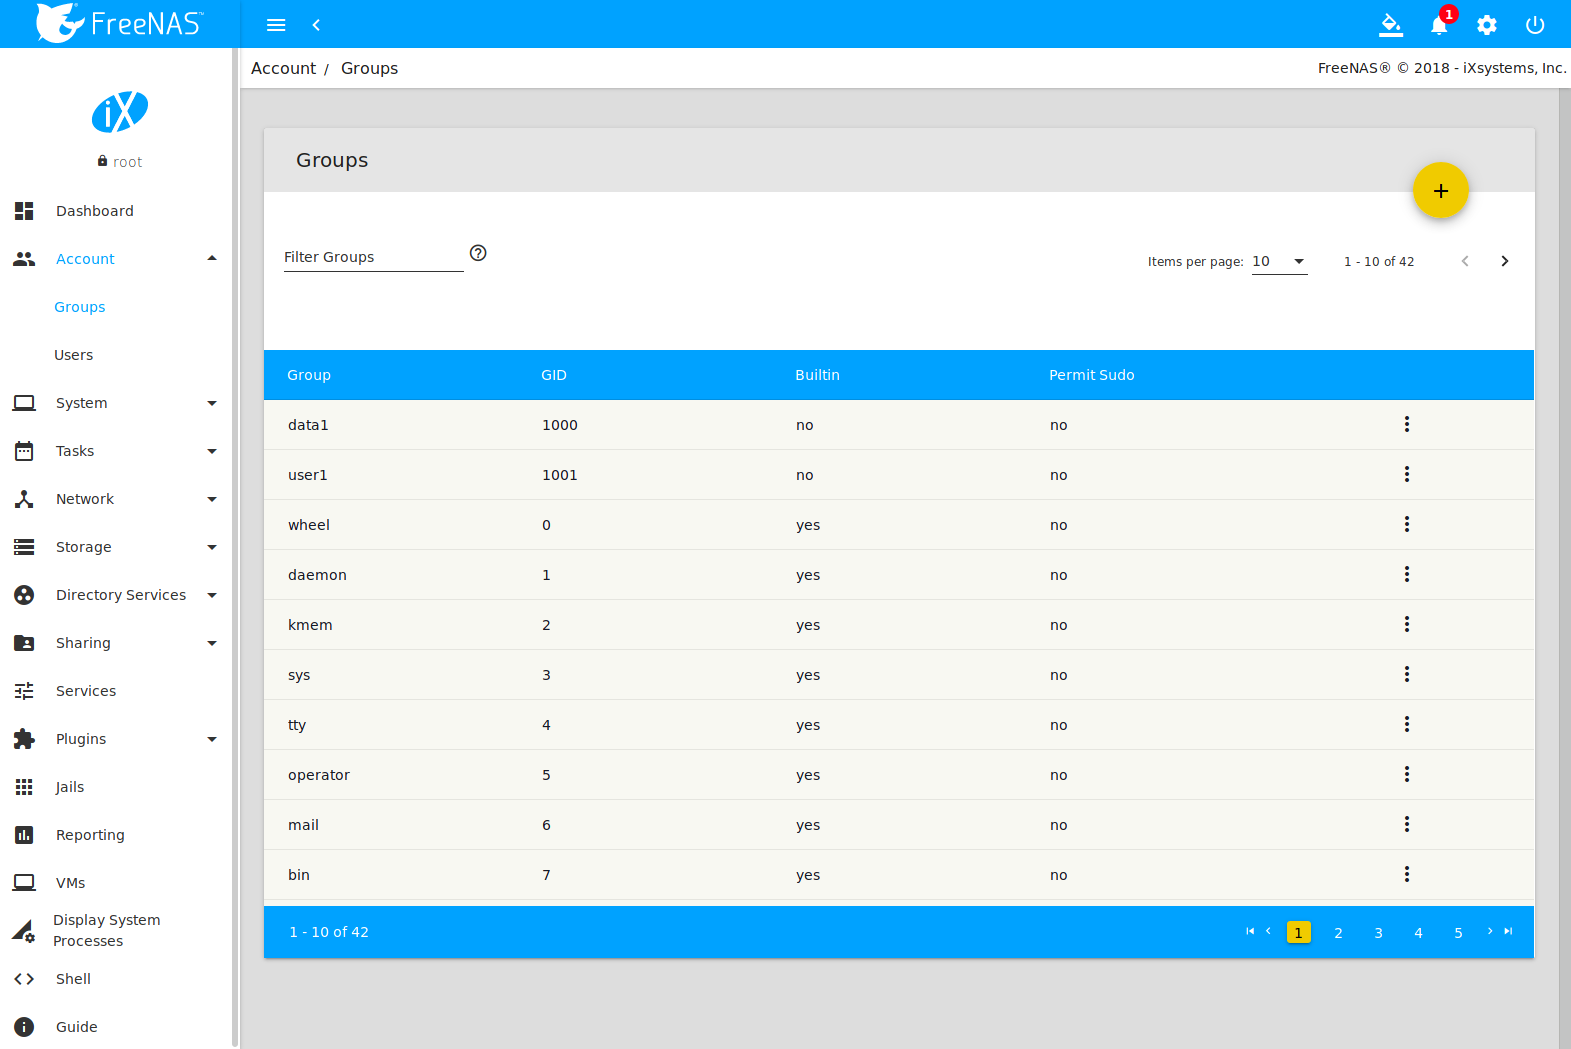 FreeNAS™
1
Account / Groups
FreeNAS® © 2018 - iXsystems, Inc.
iX
root
Dashboard
Account
Groups
Users
System
Tasks
Network
Storage
Directory Services
Sharing
Services
Plugins
Jails
Reporting
VMs
Display System
Processes
Shell
Guide
Groups
+
Filter Groups
Items per page: 10 1 - 10 of 42
Group GID Builtin Permit Sudo
data1 1000 no no
user1 1001 no no
wheel 0 yes no
daemon 1 yes no
kmem 2 yes no
sys 3 yes no
tty 4 yes no
operator 5 yes no
mail 6 yes no
bin 7 yes no
1 - 10 of 42 1 2 3 4 5